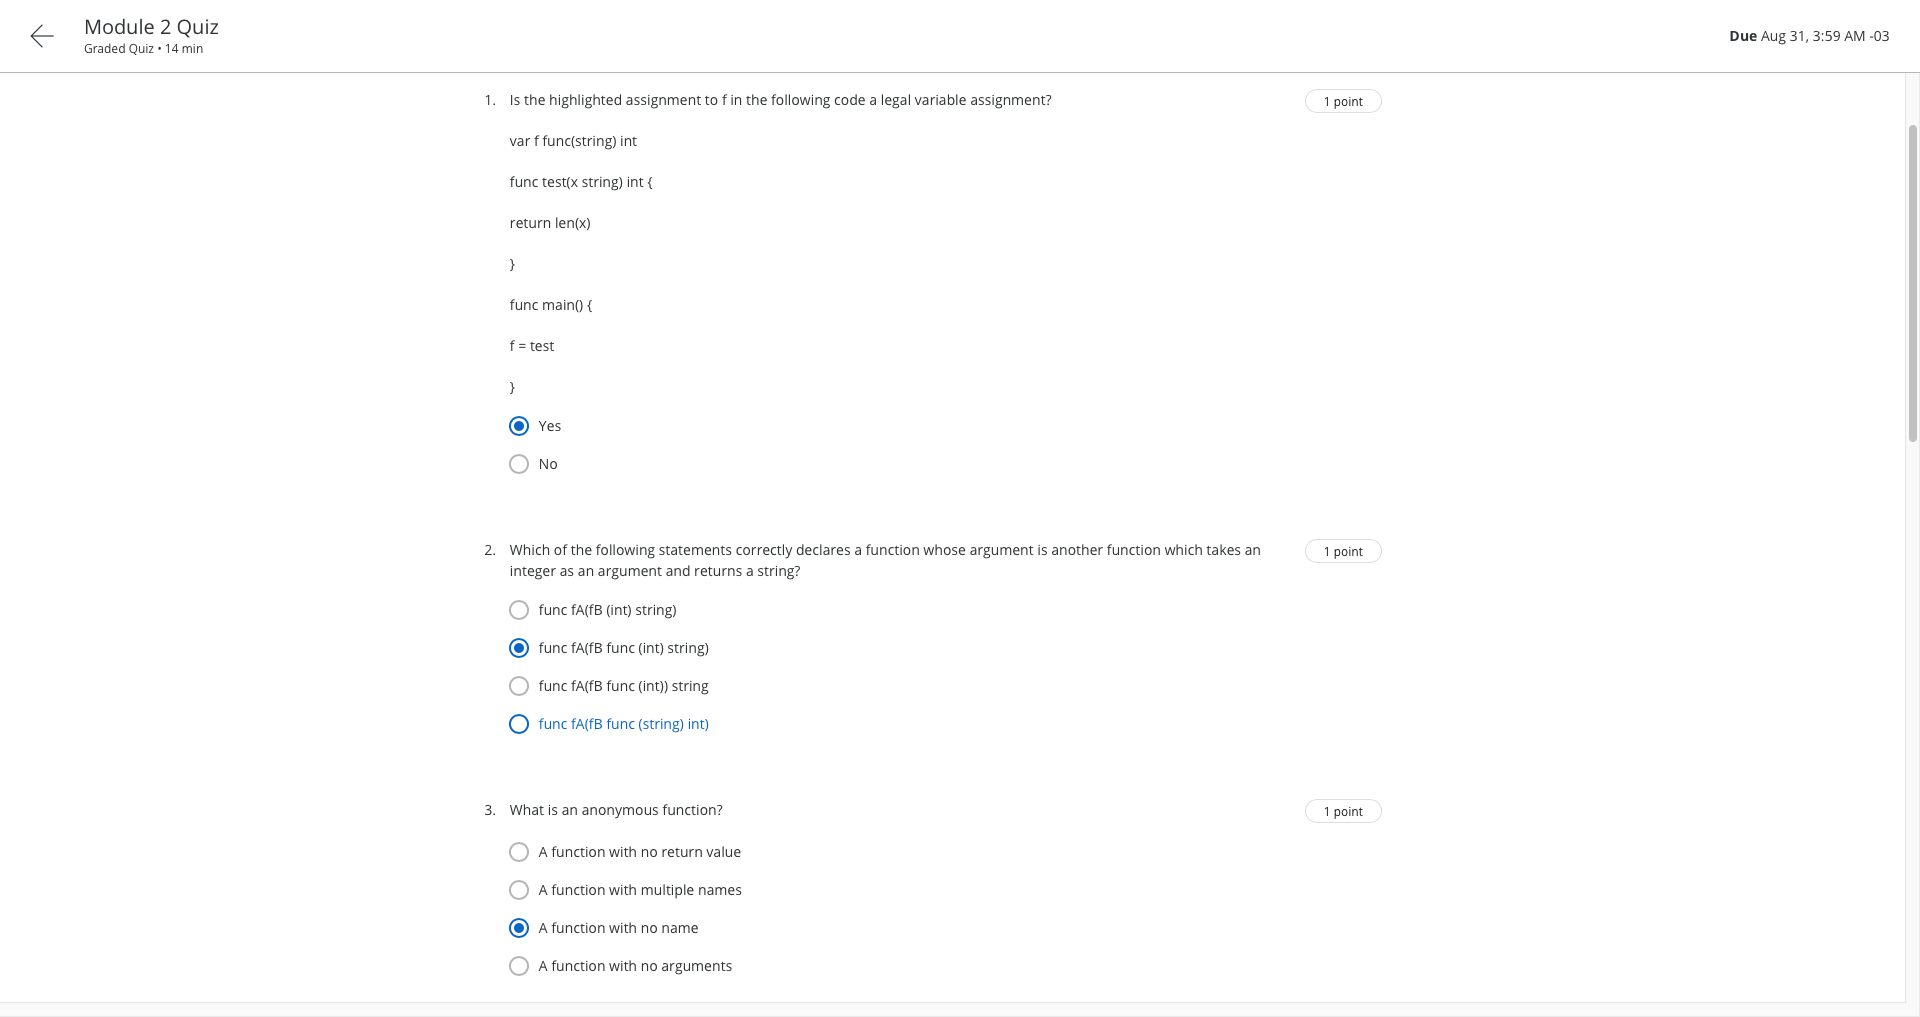 Module 2 Quiz
Graded Quiz • 14 min
Due Aug 31, 3:59 AM -03
1. Is the highlighted assignment to f in the following code a legal variable assignment?
1 point
var f func(string) int
func test(x string) int {
return len(x)
}
func main() {
f = test
}
Yes
No
2. Which of the following statements correctly declares a function whose argument is another function which takes an
integer as an argument and returns a string?
1 point
func fA(fB (int) string)
func fA(fB func (int) string)
func fA(fB func (int)) string
func fA(fB func (string) int)
3. What is an anonymous function?
1 point
A function with no return value
A function with multiple names
A function with no name
A function with no arguments